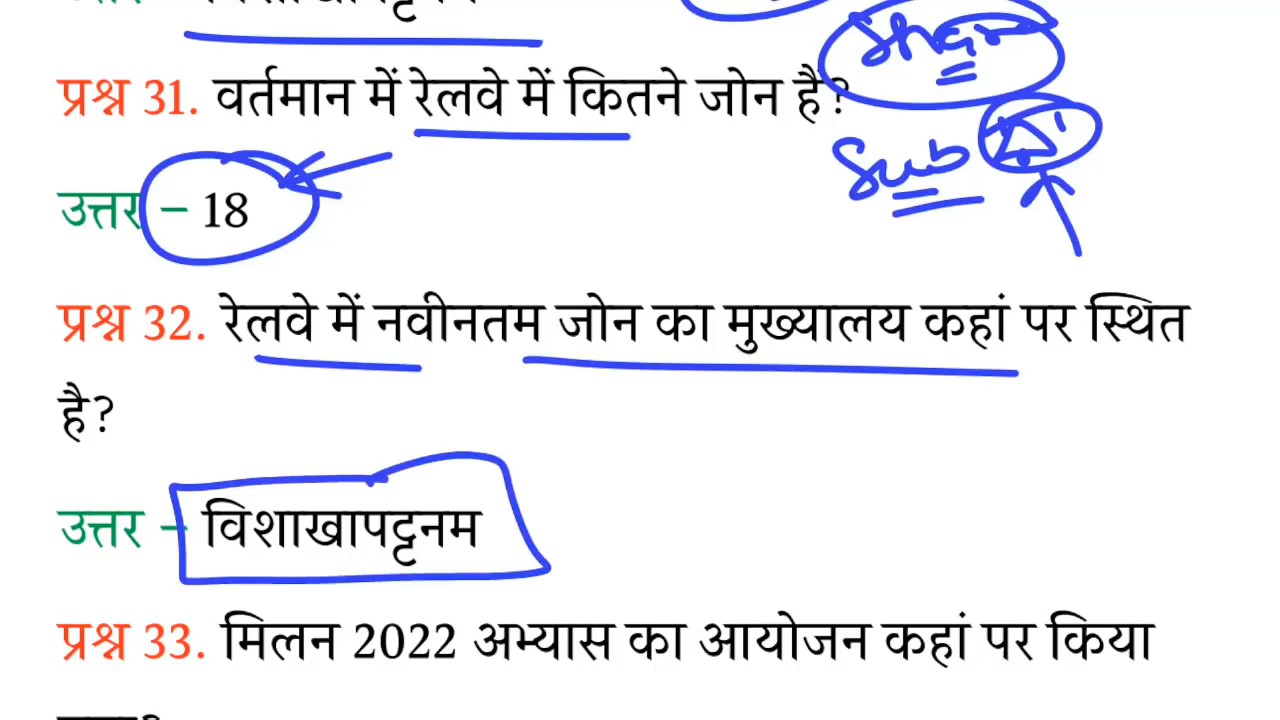 Share
प्रश्न 31. वर्तमान में रेलवे में कितने जोन हैं?
Sub
उत्तर – 18
प्रश्न 32. रेलवे में नवीनतम जोन का मुख्यालय कहां पर स्थित
है?
उत्तर – विशाखापट्टनम
प्रश्न 33. मिलन 2022 अभ्यास का आयोजन कहां पर किया